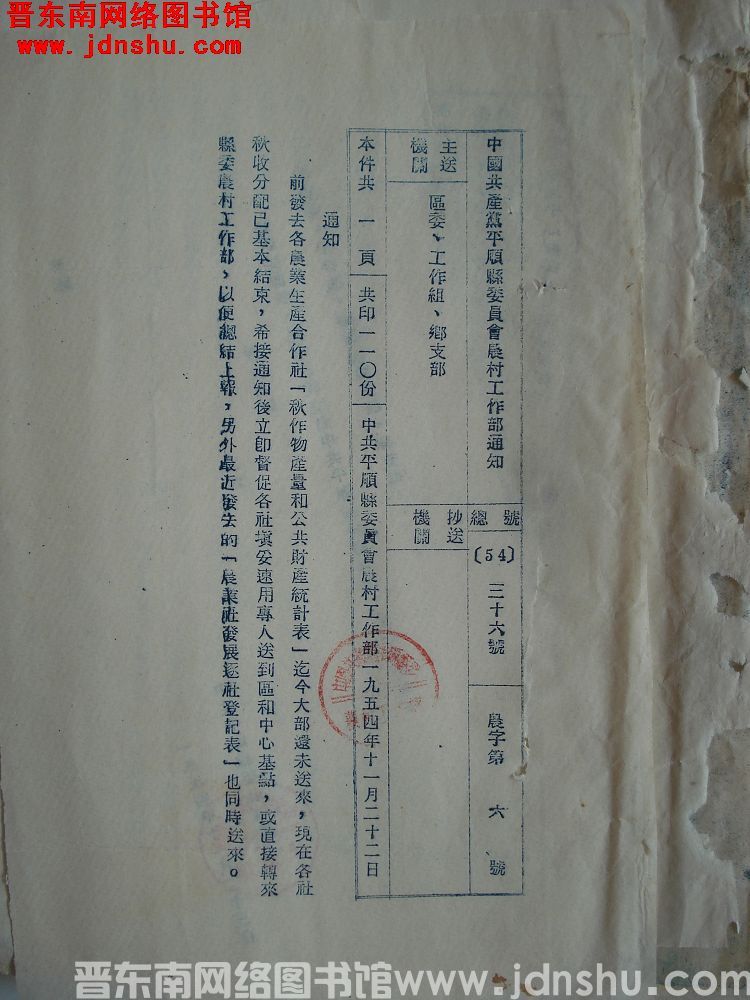 晋东南网络图书馆
www.jdnshu.com
中國共產黨平順縣委員會農村工作部通知
總號
〔54〕
三十六號
農字第 六 號
主送機關
區委、工作組、鄉支部
抄送機關
本件共 一 頁
共印一一〇份
中共平順縣委員會農村工作部一九五四年十一月二十二日
通知
前發去各農業生產合作社「秋作物產量和公共財產統計表」迄今大部還未送來，現在各社
秋收分配已基本結束，希接通知後立即督促各社填妥速用專人送到區和中心基點，或直接轉來
縣委農村工作部，以便總結上報，另外最近發去的「農業社發展逐社登記表」也同時送來。
晋东南网络图书馆www.jdnshu.com